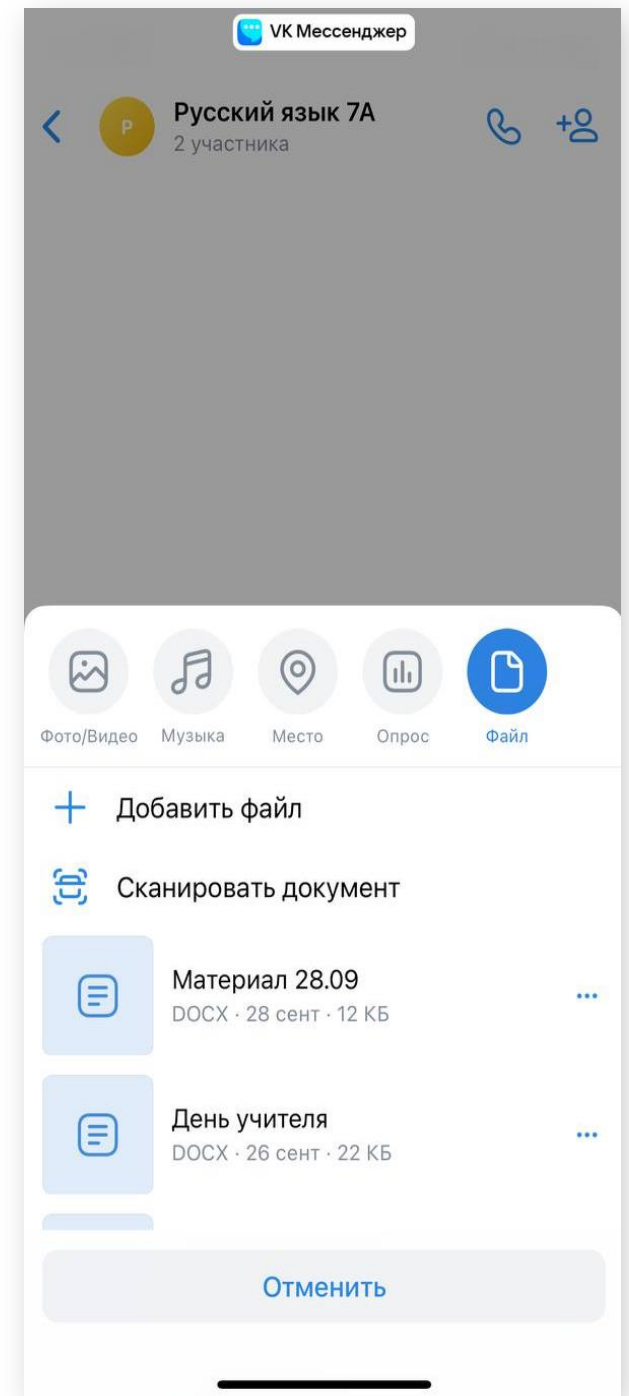 VK Мессенджер
Р
Русский язык 7А
2 участника
Фото/Видео
Музыка
Место
Опрос
Файл
Добавить файл
Сканировать документ
Материал 28.09
DOCX · 28 сент · 12 КБ
День учителя
DOCX · 26 сент · 22 КБ
Отменить